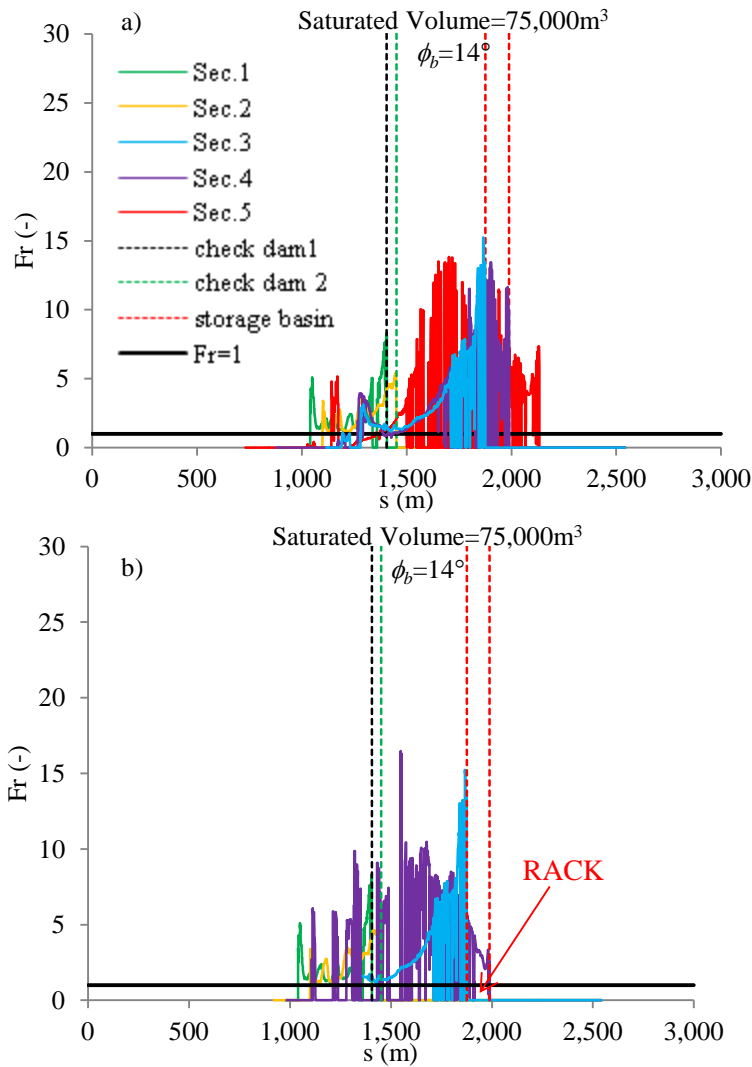 Saturated Volume=75,000m³
a)
ϕb=14°
30
25
20
15
10
5
0
Fr (-)
Sec.1
Sec.2
Sec.3
Sec.4
Sec.5
check dam1
check dam 2
storage basin
Fr=1
0 500 1,000 1,500 2,000 2,500 3,000
s (m)
Saturated Volume=75,000m³
b)
ϕb=14°
30
25
20
15
10
5
0
Fr (-)
RACK
0 500 1,000 1,500 2,000 2,500 3,000
s (m)